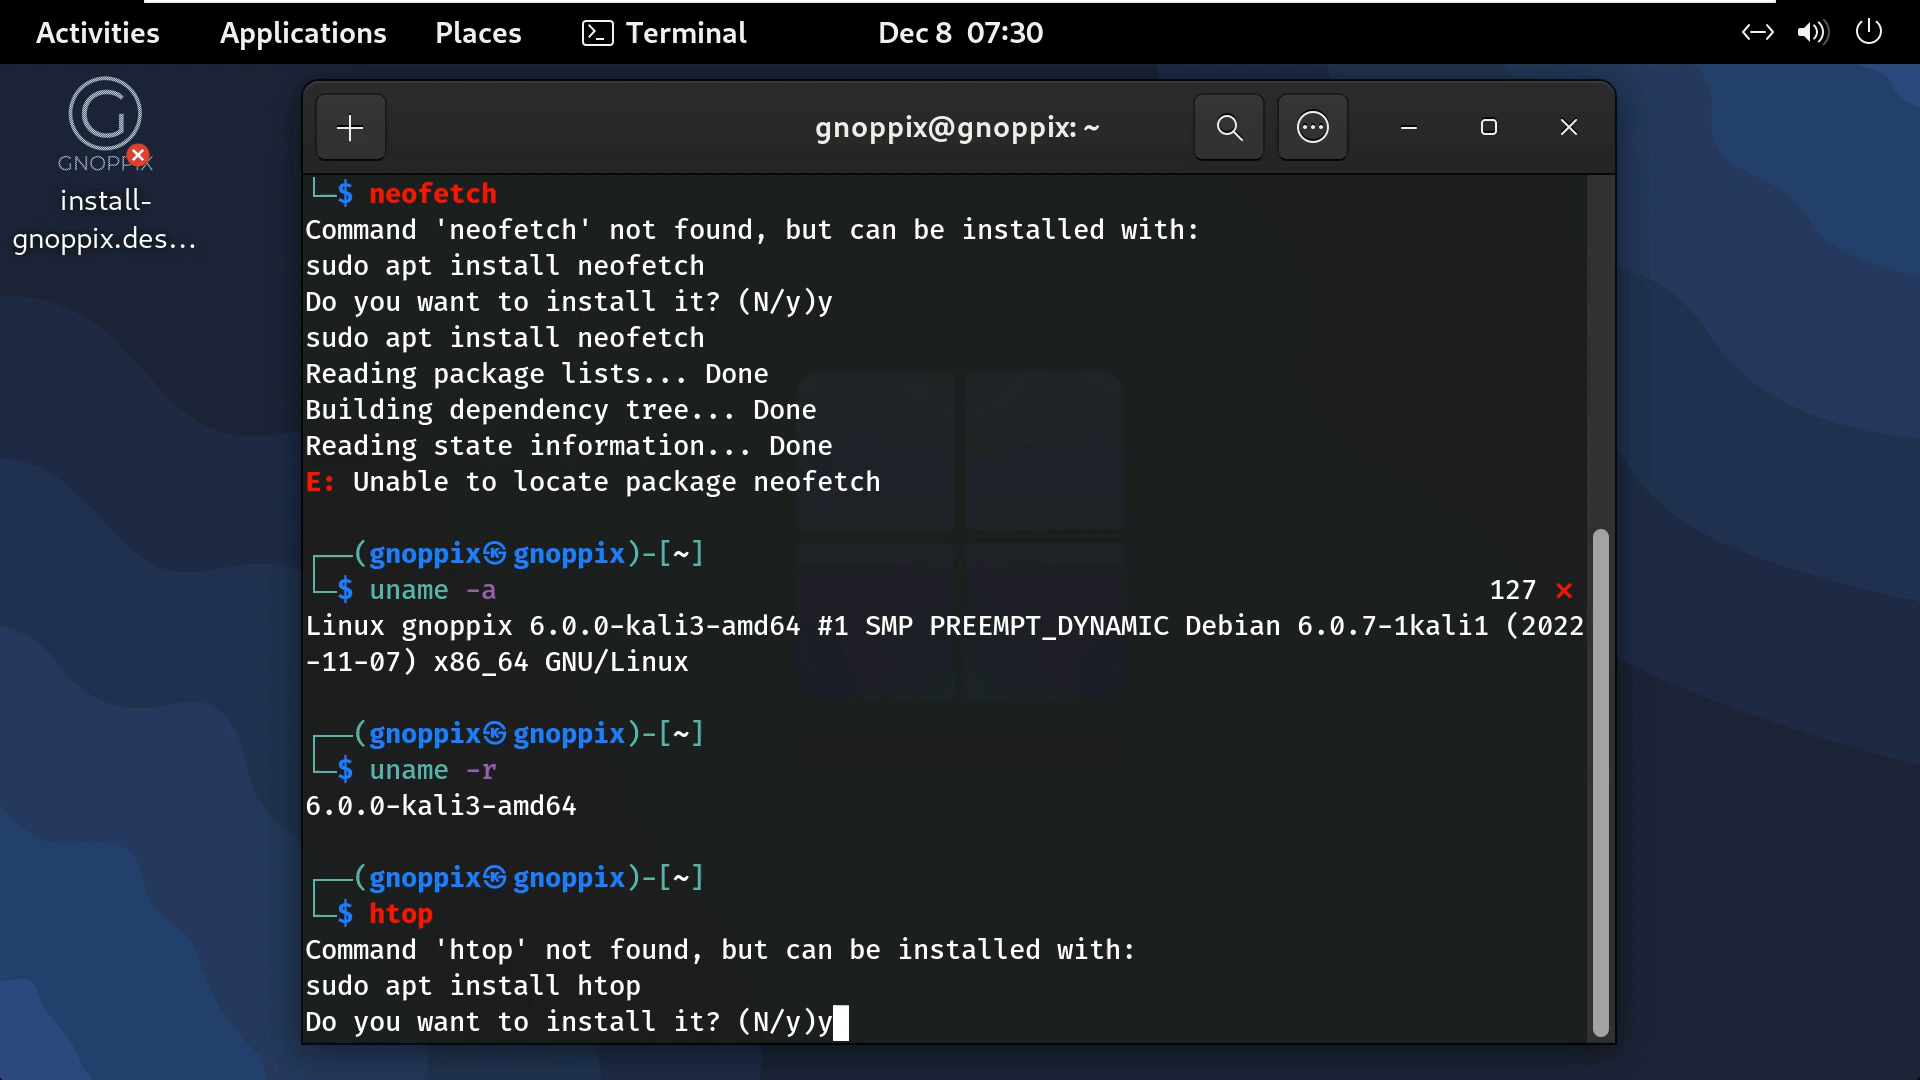 Activities Applications Places Terminal Dec 8 07:30
GNOPPIX
install-
gnoppix.des...
gnoppix@gnoppix: ~
└─$ neofetch
Command 'neofetch' not found, but can be installed with:
sudo apt install neofetch
Do you want to install it? (N/y)y
sudo apt install neofetch
Reading package lists... Done
Building dependency tree... Done
Reading state information... Done
E: Unable to locate package neofetch
┌──(gnoppix㉿gnoppix)-[~]
└─$ uname -a 127 ⨯
Linux gnoppix 6.0.0-kali3-amd64 #1 SMP PREEMPT_DYNAMIC Debian 6.0.7-1kali1 (2022
-11-07) x86_64 GNU/Linux
┌──(gnoppix㉿gnoppix)-[~]
└─$ uname -r
6.0.0-kali3-amd64
┌──(gnoppix㉿gnoppix)-[~]
└─$ htop
Command 'htop' not found, but can be installed with:
sudo apt install htop
Do you want to install it? (N/y)y